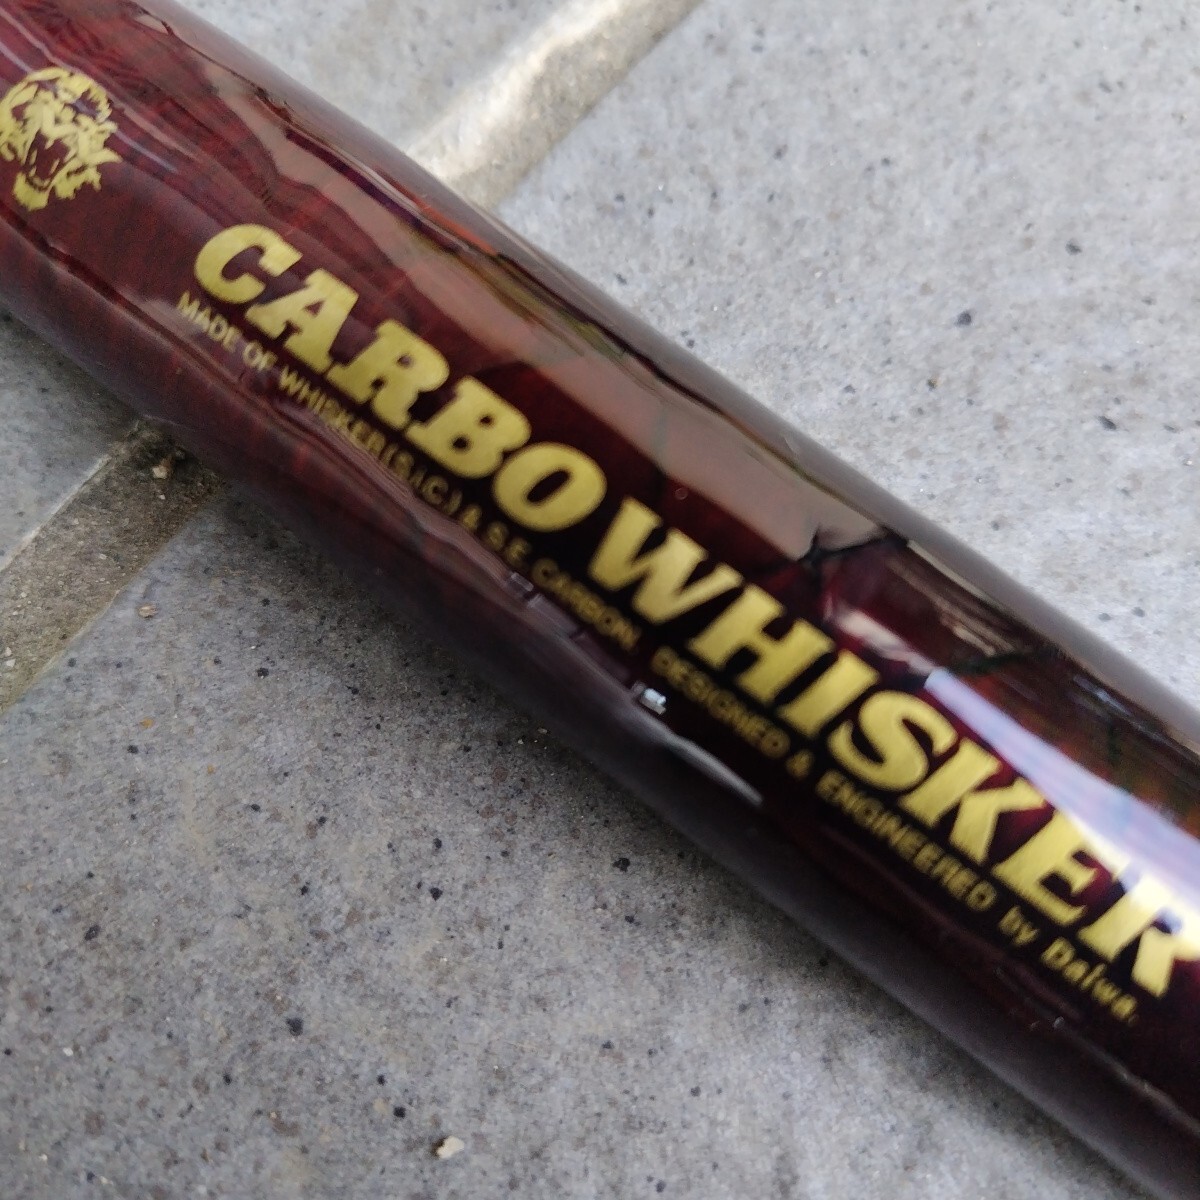 CARBO WHISKER
MADE OF WHISKER(S.i.C.) & S.E. CARBON. DESIGNED & ENGINEERED by Daiwa.